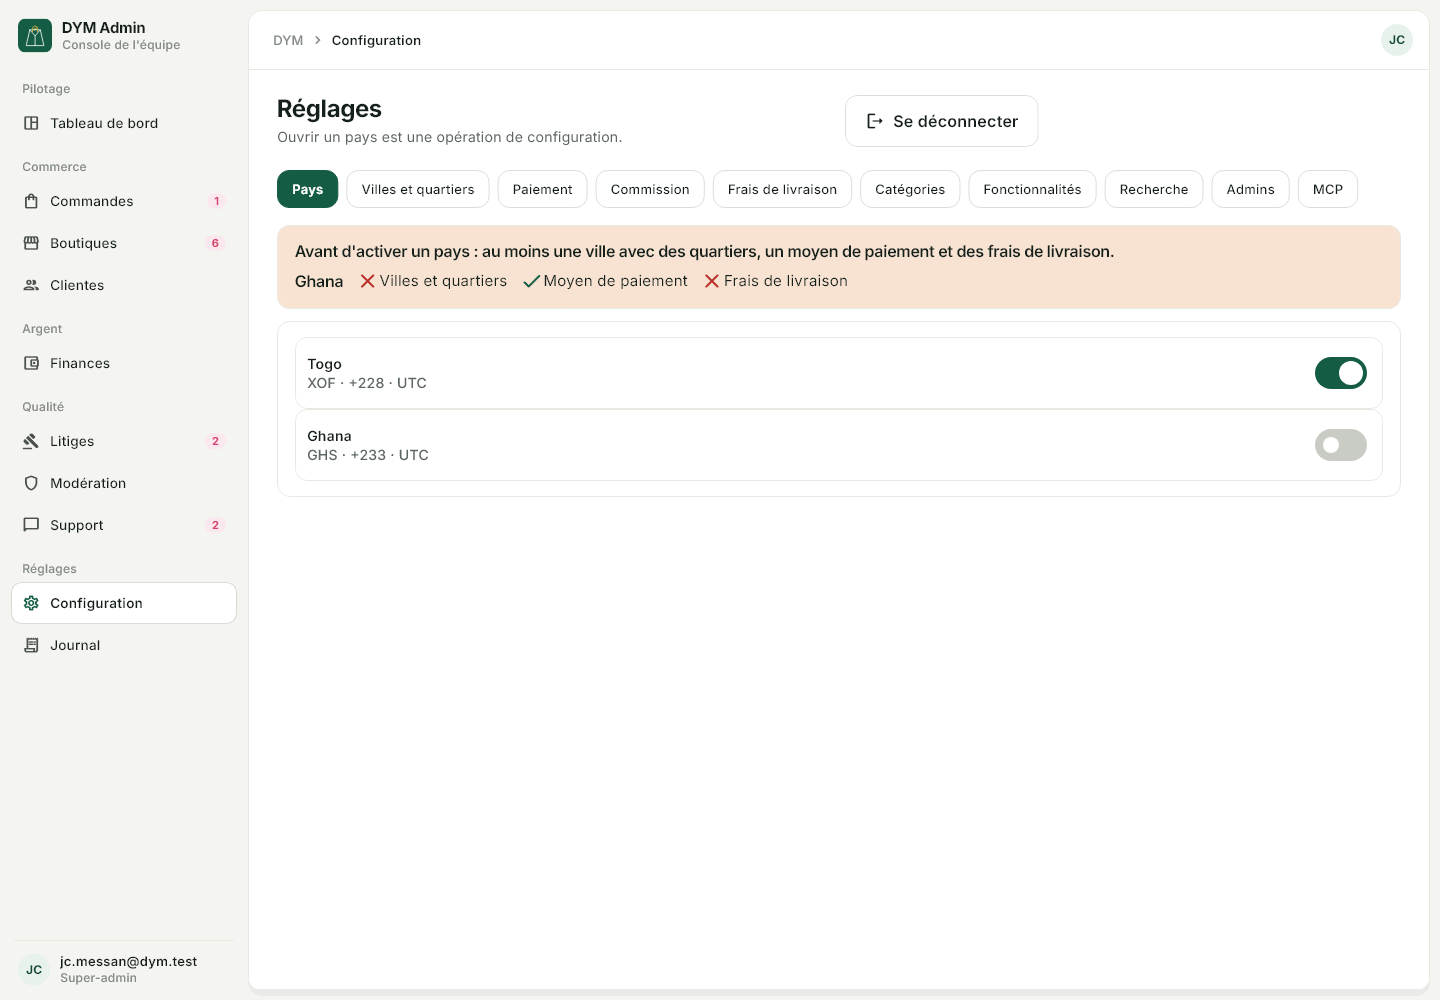 DYM Admin
Console de l'équipe
Pilotage
Tableau de bord
Commerce
Commandes 1
Boutiques 6
Clientes
Argent
Finances
Qualité
Litiges 2
Modération
Support 2
Réglages
Configuration
Journal
JC
jc.messan@dym.test
Super-admin
DYM Configuration
JC
Réglages
Ouvrir un pays est une opération de configuration.
Se déconnecter
Pays Villes et quartiers Paiement Commission Frais de livraison Catégories Fonctionnalités Recherche Admins MCP
Avant d'activer un pays : au moins une ville avec des quartiers, un moyen de paiement et des frais de livraison.
Ghana Villes et quartiers Moyen de paiement Frais de livraison
Togo
XOF · +228 · UTC
Ghana
GHS · +233 · UTC